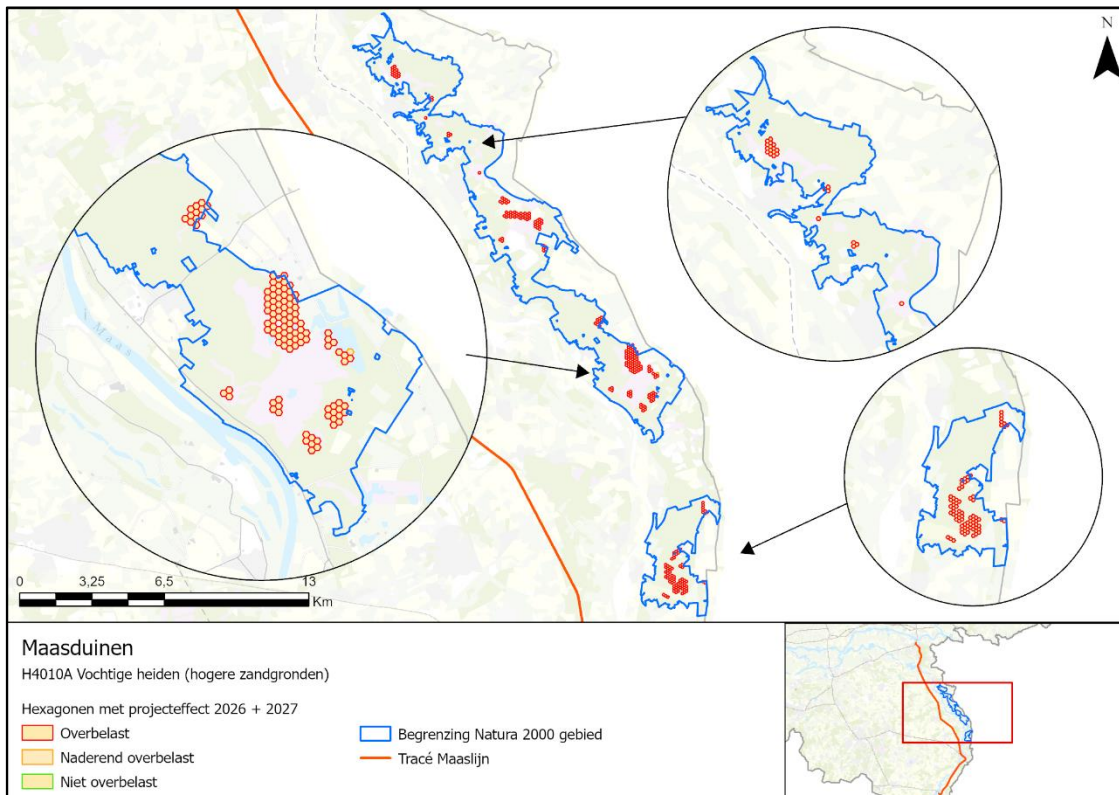 N
Maas
0 3,25 6,5 13
Km
Maasduinen
H4010A Vochtige heiden (hogere zandgronden)
Hexagonen met projecteffect 2026 + 2027
Overbelast
Naderend overbelast
Niet overbelast
Begrenzing Natura 2000 gebied
Tracé Maaslijn